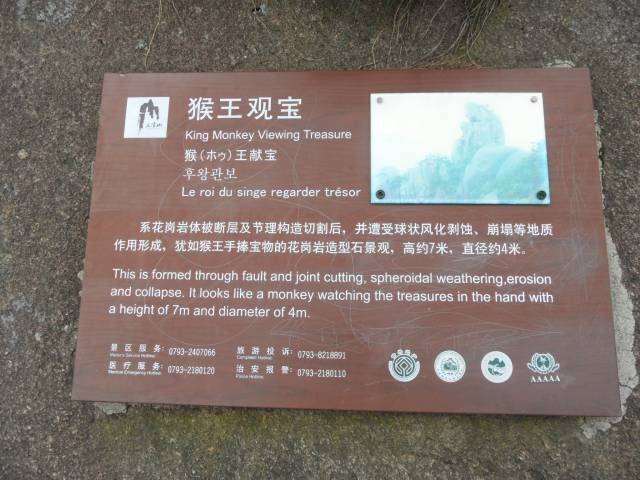 猴王观宝
King Monkey Viewing Treasure
猴(ホゥ)王献宝
후왕관보
Le roi du singe regarder trésor
系花岗岩体被断层及节理构造切割后，并遭受球状风化剥蚀、崩塌等地质
作用形成，犹如猴王手捧宝物的花岗岩造型石景观，高约7米，直径约4米。
This is formed through fault and joint cutting, spheroidal weathering,erosion
and collapse. It looks like a monkey watching the treasures in the hand with
a height of 7m and diameter of 4m.
景区服务: 0793-2407066 旅游投诉: 0793-8218891
Complaint Hotline:
医疗服务: 0793-2180120 治安报警: 0793-2180110
Medical Emergency Hotline: Police Hotline:
AAAAA